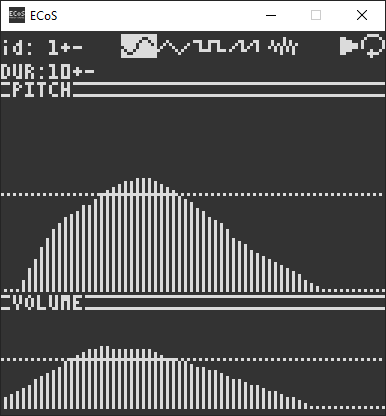 ECoS
id: 1+-
DUR:10+-
PITCH
VOLUME